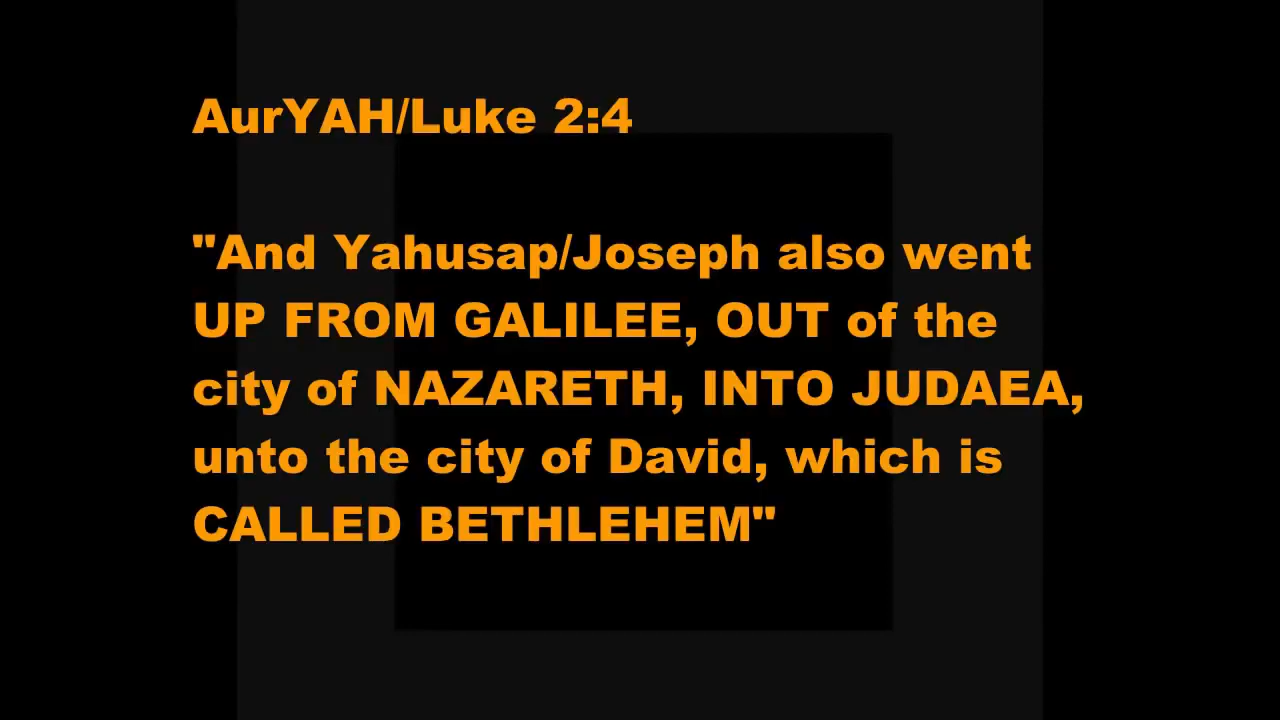 AurYAH/Luke 2:4
"And Yahusap/Joseph also went
UP FROM GALILEE, OUT of the
city of NAZARETH, INTO JUDAEA,
unto the city of David, which is
CALLED BETHLEHEM"